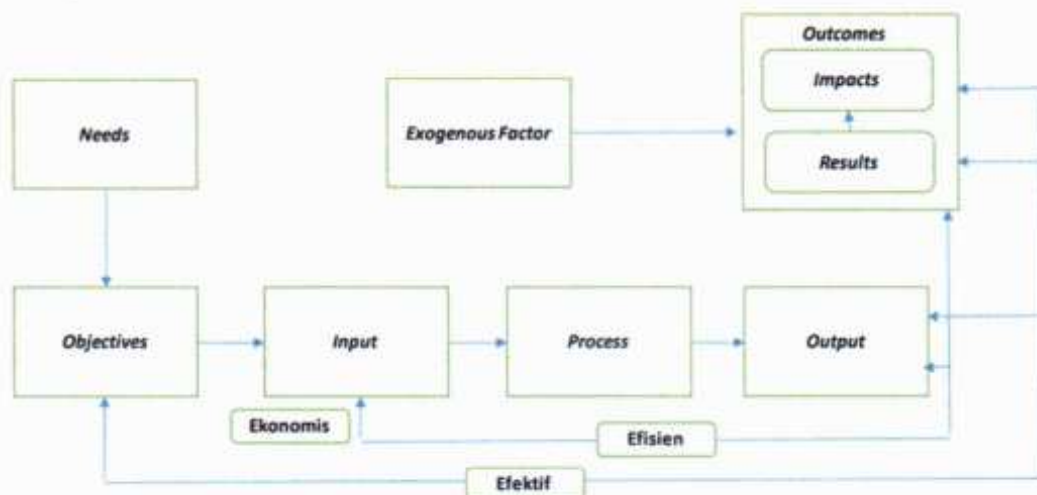 Outcomes
Impacts
Needs
Exogenous Factor
Results
Objectives
Input
Process
Output
Ekonomis
Efisien
Efektif